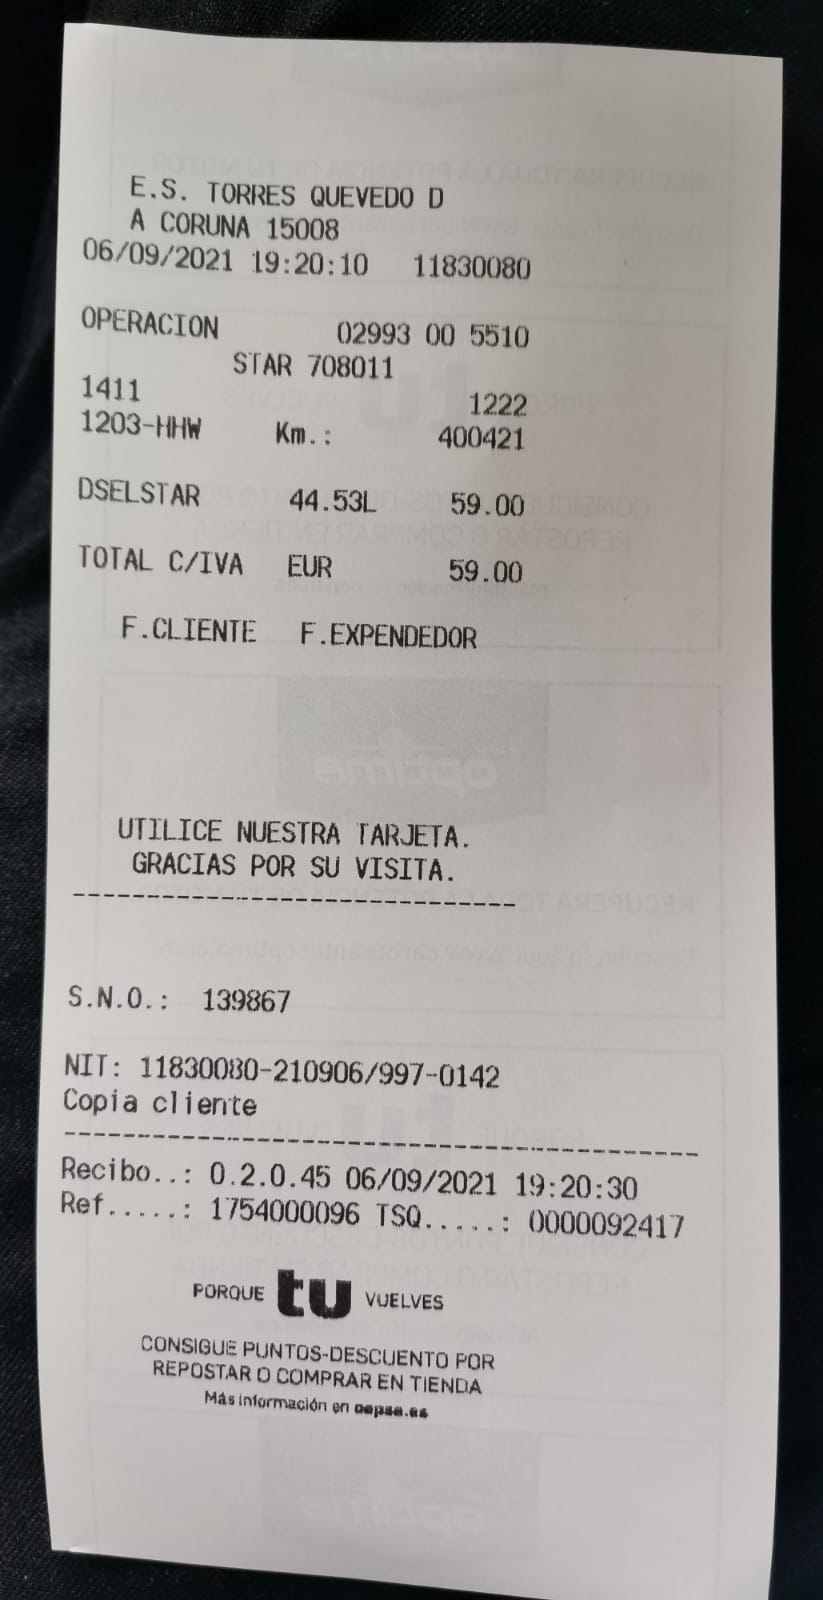 E.S. TORRES QUEVEDO D
A CORUNA 15008
06/09/2021 19:20:10 11830080
OPERACION 02993 00 5510
STAR 708011
1411 1222
1203-HHW Km.: 400421
DSELSTAR 44.53L 59.00
TOTAL C/IVA EUR 59.00
F.CLIENTE F.EXPENDEDOR
UTILICE NUESTRA TARJETA.
GRACIAS POR SU VISITA.
S.N.O.: 139867
NIT: 11830080-210906/997-0142
Copia cliente
Recibo..: 0.2.0.45 06/09/2021 19:20:30
Ref.....: 1754000096 TSQ.....: 0000092417
PORQUE tu VUELVES
CONSIGUE PUNTOS-DESCUENTO POR
REPOSTAR O COMPRAR EN TIENDA
Más información en cepsa.es